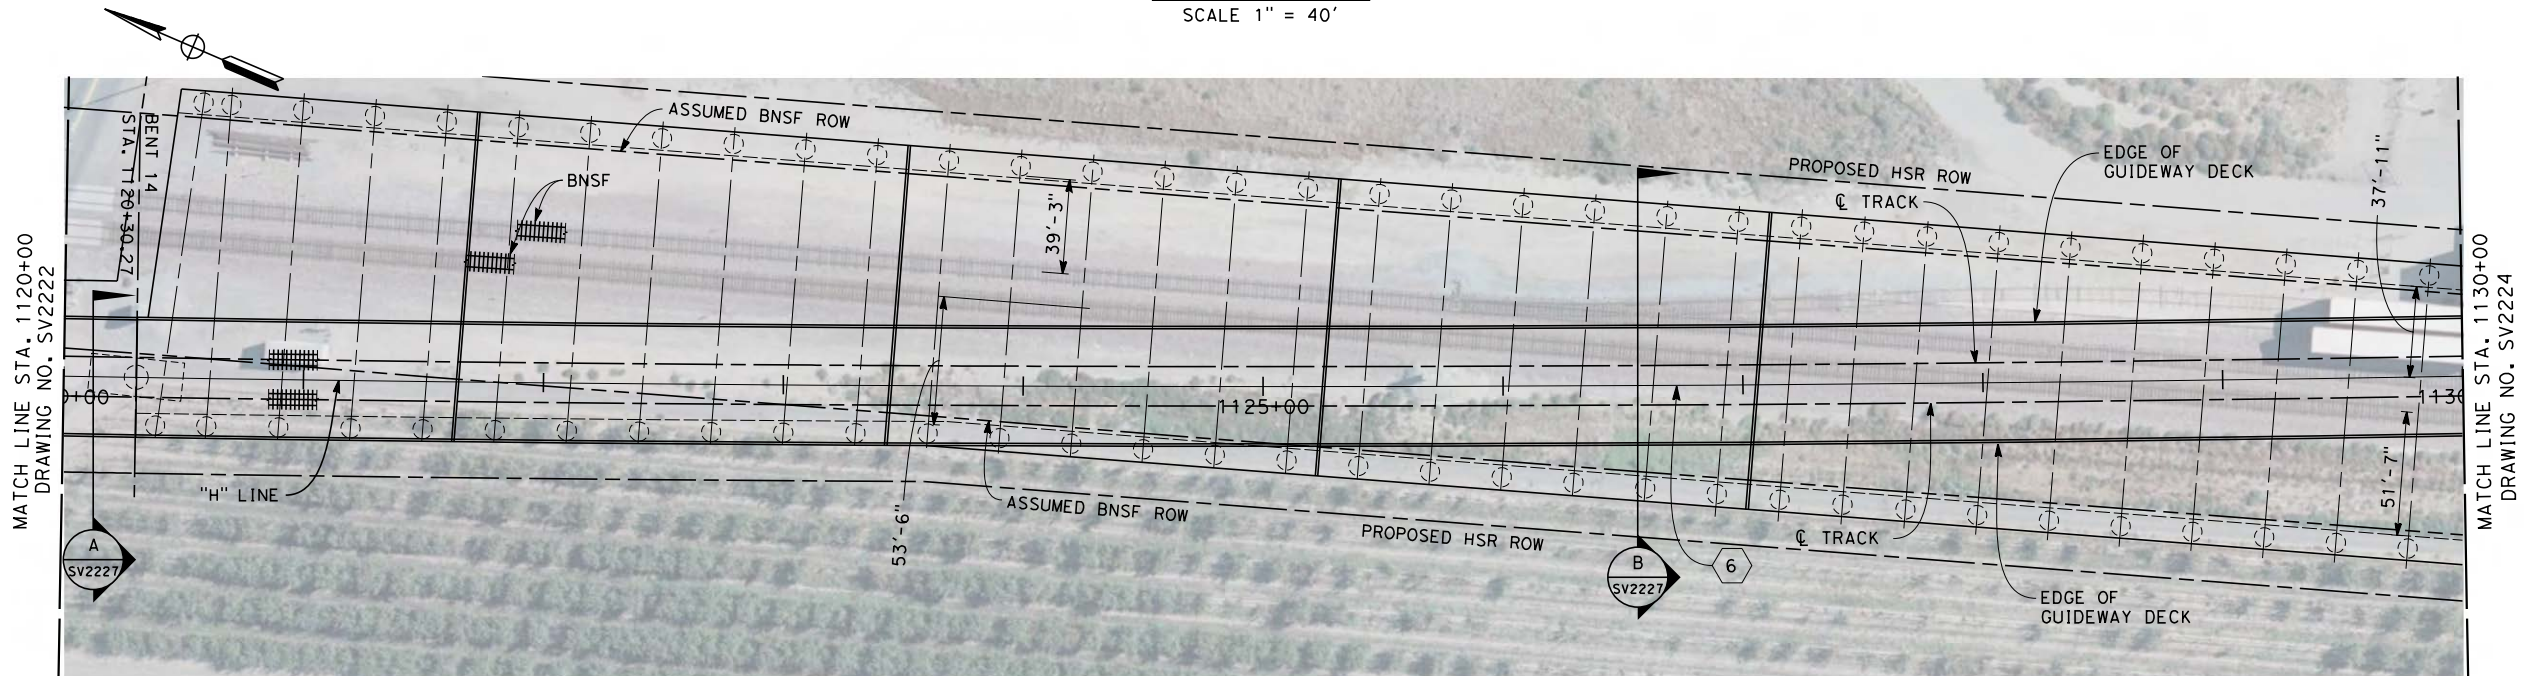 SCALE 1" = 40'
MATCH LINE STA. 1120+00
DRAWING NO. SV2222
BENT 14
STA. 1120+30.27
ASSUMED BNSF ROW
BNSF
39'-3"
PROPOSED HSR ROW
℄ TRACK
EDGE OF
GUIDEWAY DECK
37'-11"
MATCH LINE STA. 1130+00
DRAWING NO. SV2224
0+00
1125+00
1130
"H" LINE
53'-6"
ASSUMED BNSF ROW
PROPOSED HSR ROW
℄ TRACK
51'-7"
A
SV2227
B
SV2227
6
EDGE OF
GUIDEWAY DECK